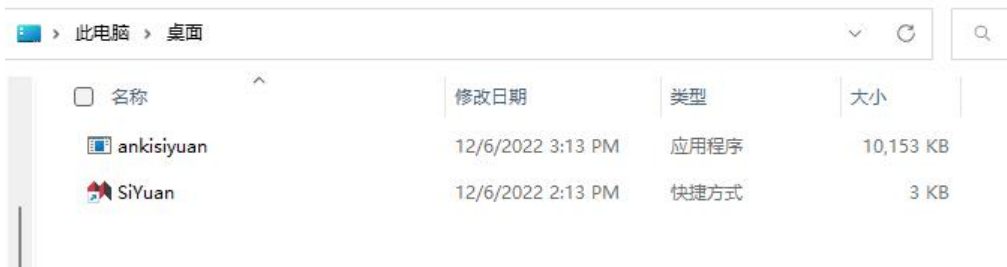 此电脑 › 桌面
名称 修改日期 类型 大小
ankisiyuan 12/6/2022 3:13 PM 应用程序 10,153 KB
SiYuan 12/6/2022 2:13 PM 快捷方式 3 KB